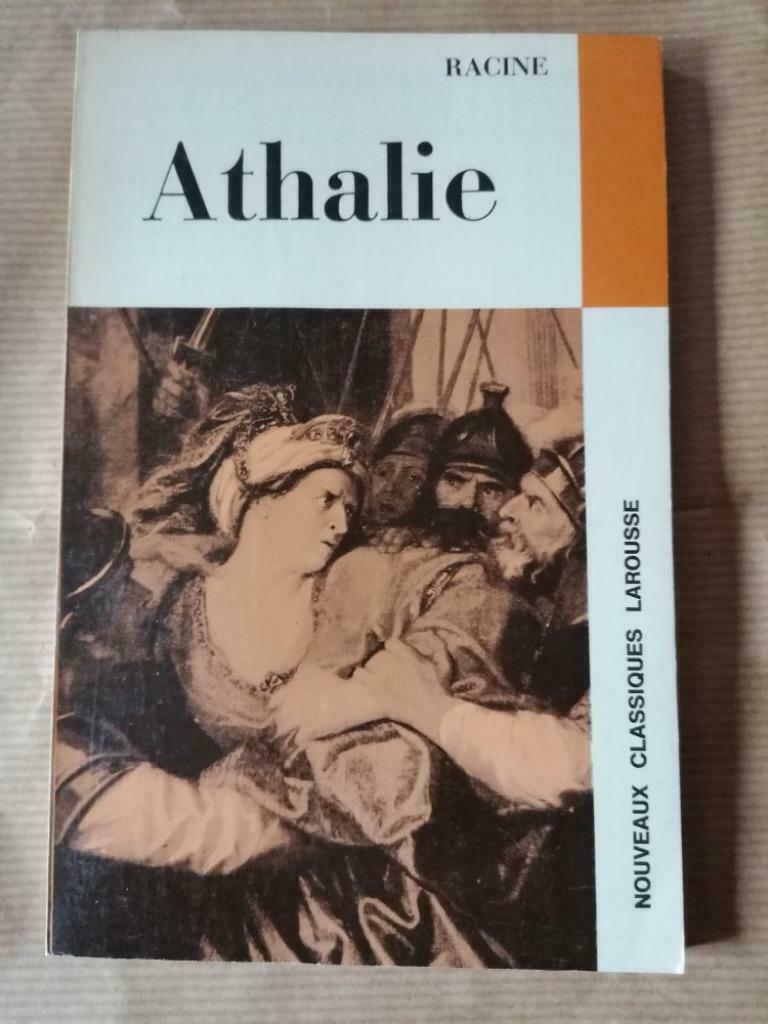 RACINE
Athalie
NOUVEAUX CLASSIQUES LAROUSSE